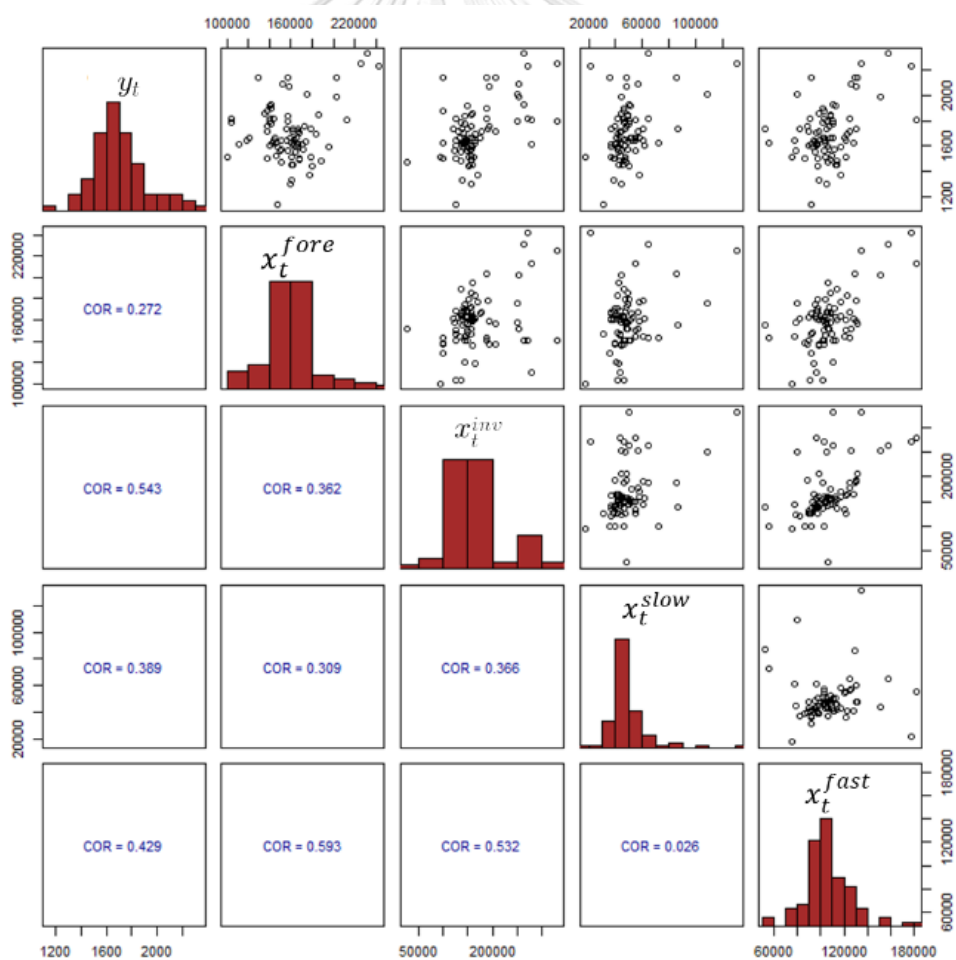 100000 160000 220000 20000 60000 100000
y_t
1200 1600 2000
100000 160000 220000
COR = 0.272
x_t^{fore}
COR = 0.543
COR = 0.362
x_t^{inv}
50000 200000
20000 60000 100000
COR = 0.389
COR = 0.309
COR = 0.366
x_t^{slow}
COR = 0.429
COR = 0.593
COR = 0.532
COR = 0.026
x_t^{fast}
60000 120000 180000
1200 1600 2000 50000 200000 60000 120000 180000